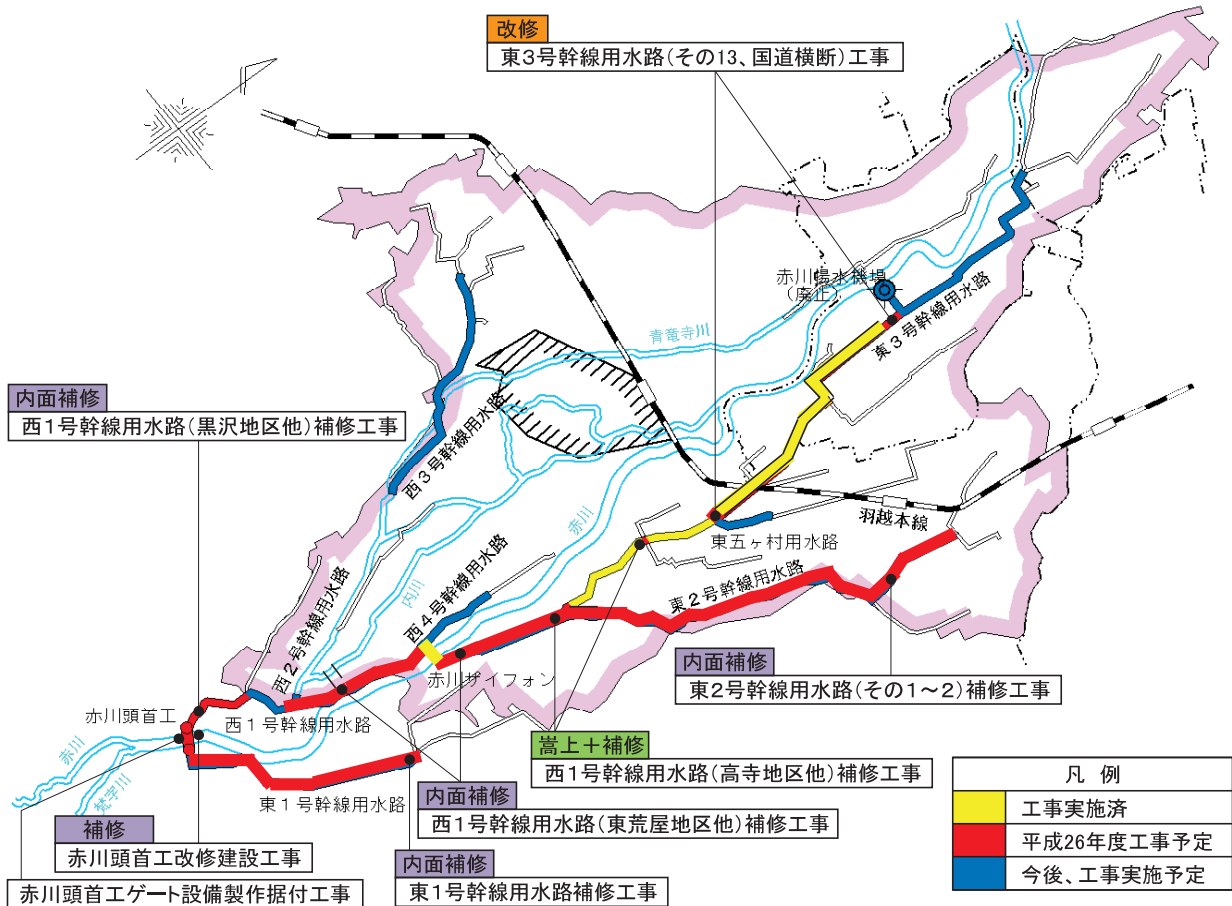 改修
東3号幹線用水路(その13、国道横断)工事
赤川揚水機場
(廃止)
東3号幹線用水路
青竜寺川
内面補修
西1号幹線用水路(黒沢地区他)補修工事
西3号幹線用水路
赤川
羽越本線
東五ヶ村用水路
内川
西4号幹線用水路
東2号幹線用水路
西2号幹線用水路
赤川サイフォン
内面補修
東2号幹線用水路(その1~2)補修工事
赤川頭首工
西1号幹線用水路
嵩上+補修
西1号幹線用水路(高寺地区他)補修工事
赤川
梵字川
東1号幹線用水路
内面補修
西1号幹線用水路(東荒屋地区他)補修工事
補修
赤川頭首工改修建設工事
内面補修
東1号幹線用水路補修工事
赤川頭首工ゲート設備製作据付工事
凡 例
工事実施済
平成26年度工事予定
今後、工事実施予定